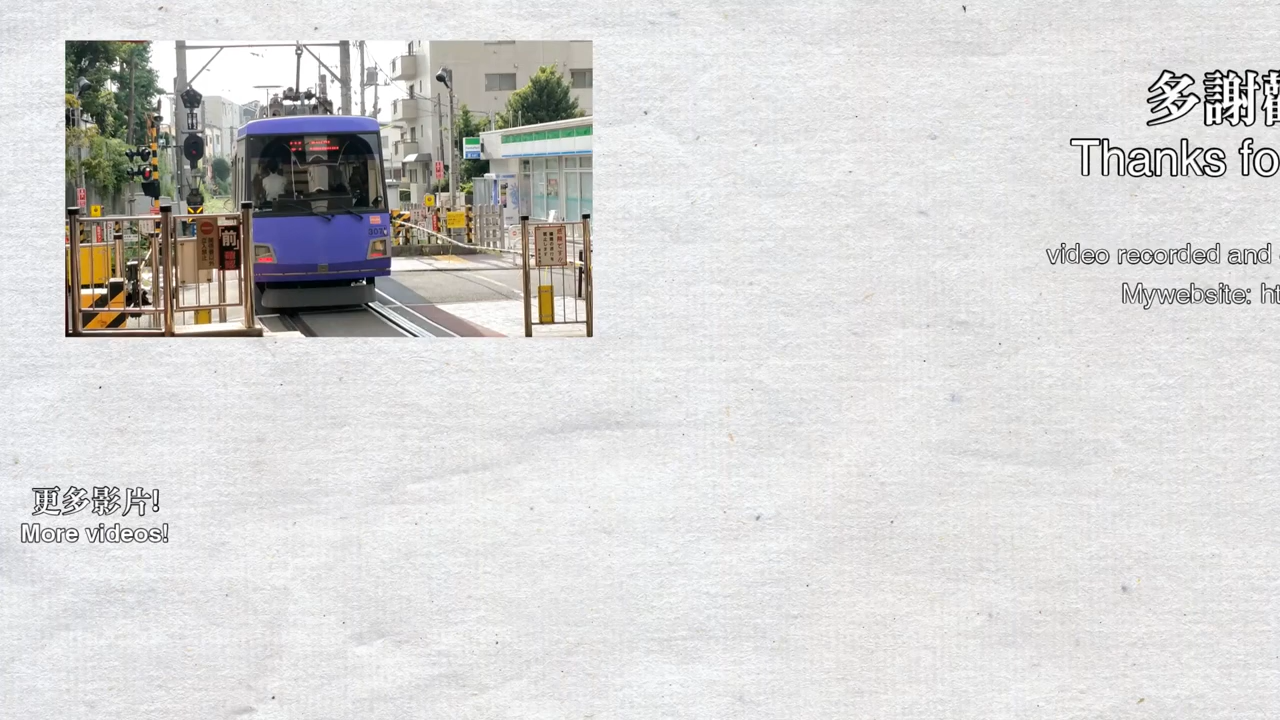 多謝
Thanks fo
video recorded and
Mywebsite: ht
更多影片!
More videos!